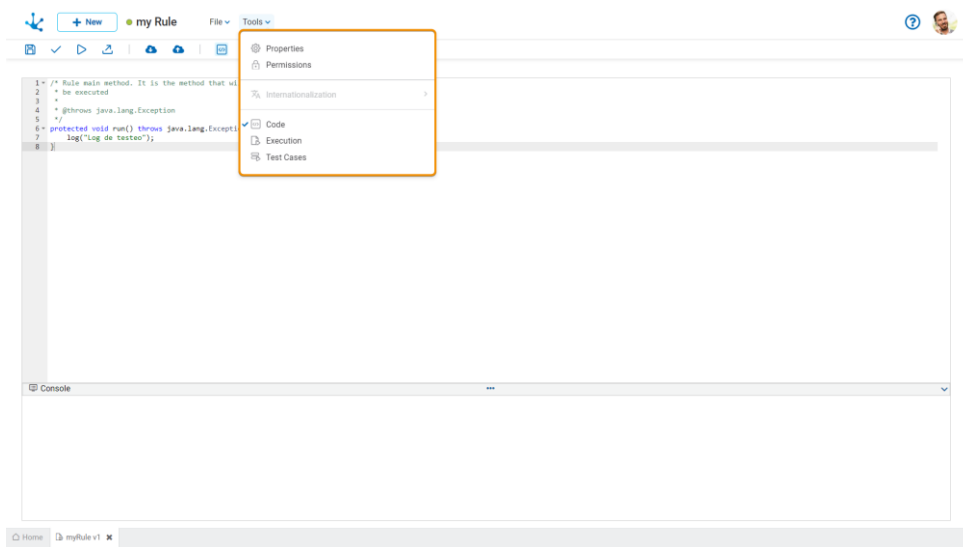 New
my Rule
File
Tools
Properties
Permissions
Internationalization
Code
Execution
Test Cases
1 /* Rule main method. It is the method that wi
2 * be executed
3 *
4 * @throws java.lang.Exception
5 */
6 protected void run() throws java.lang.Excepti
7 log("Log de testeo");
8 }
Console
Home
myRule v1